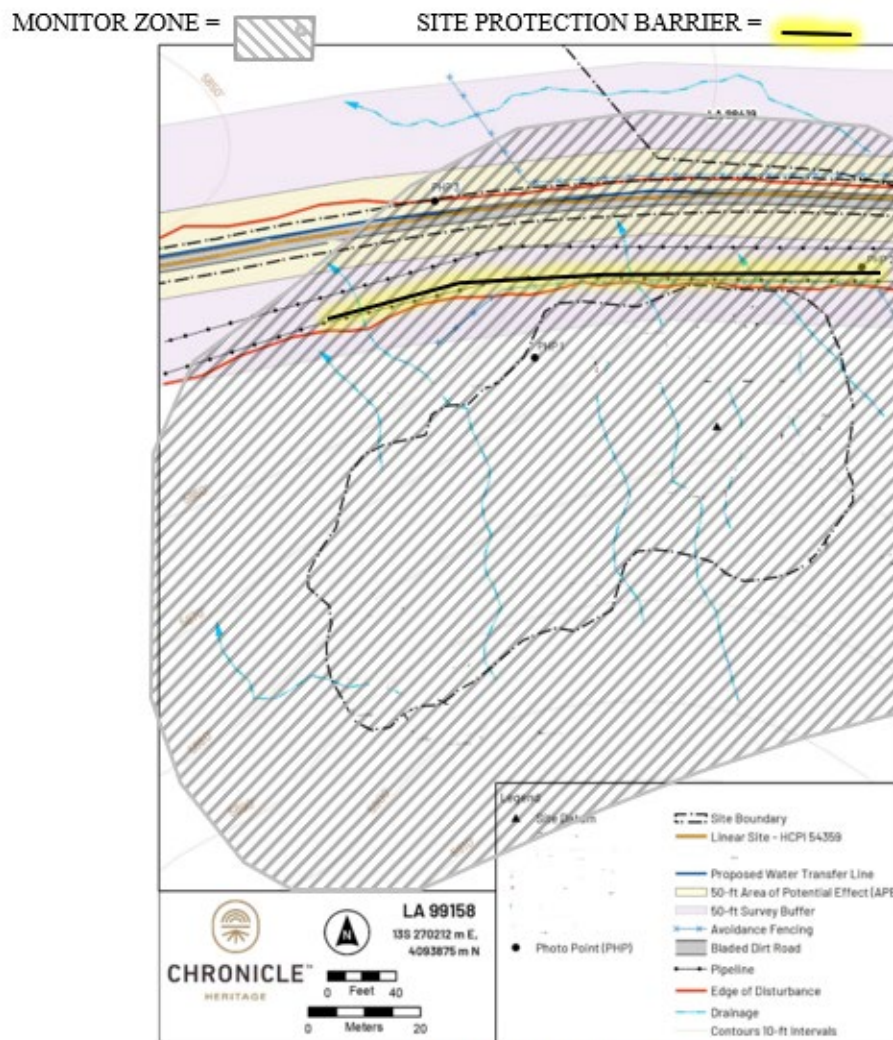 MONITOR ZONE =
SITE PROTECTION BARRIER =
5850'
LA 99439
PHP3
PHP1
Legend
Site Datum
Photo Point (PHP)
Site Boundary
Linear Site - HCPI 54359
Proposed Water Transfer Line
50-ft Area of Potential Effect (APE
50-ft Survey Buffer
Avoidance Fencing
Bladed Dirt Road
Pipeline
Edge of Disturbance
Drainage
Contours 10-ft Intervals
CHRONICLE™
HERITAGE
N
LA 99158
13S 270212 m E,
4093875 m N
0 Feet 40
0 Meters 20